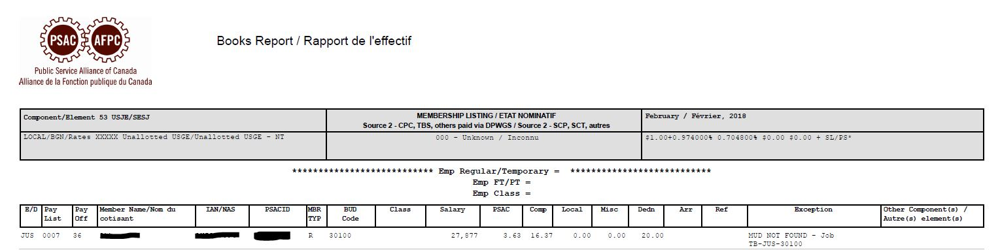 PSAC AFPC
Public Service Alliance of Canada
Alliance de la Fonction publique du Canada
Books Report / Rapport de l'effectif
Component/Element 53 USJE/SESJ
MEMBERSHIP LISTING / ETAT NOMINATIF
Source 2 - CPC, TBS, others paid via DPWGS / Source 2 - SCP, SCT, autres
February / Février, 2018
LOCAL/BGN/Rates XXXXX Unallotted USGE/Unallotted USGE - NT
000 - Unknown / Inconnu
$1.00+0.974000% 0.704800% $0.00 $0.00 + SL/PS*
*************************** Emp Regular/Temporary = ***************************
Emp FT/PT =
Emp Class =
E/D Pay List Pay Off Member Name/Nom du cotisant IAN/NAS PSACID MBR TYP BUD Code Class Salary PSAC Comp Local Misc Dedn Arr Ref Exception Other Component(s) / Autre(s) element(s)
JUS 0007 36 R 30100 27,877 3.63 16.37 0.00 0.00 20.00 MUD NOT FOUND - Job
TB-JUS-30100